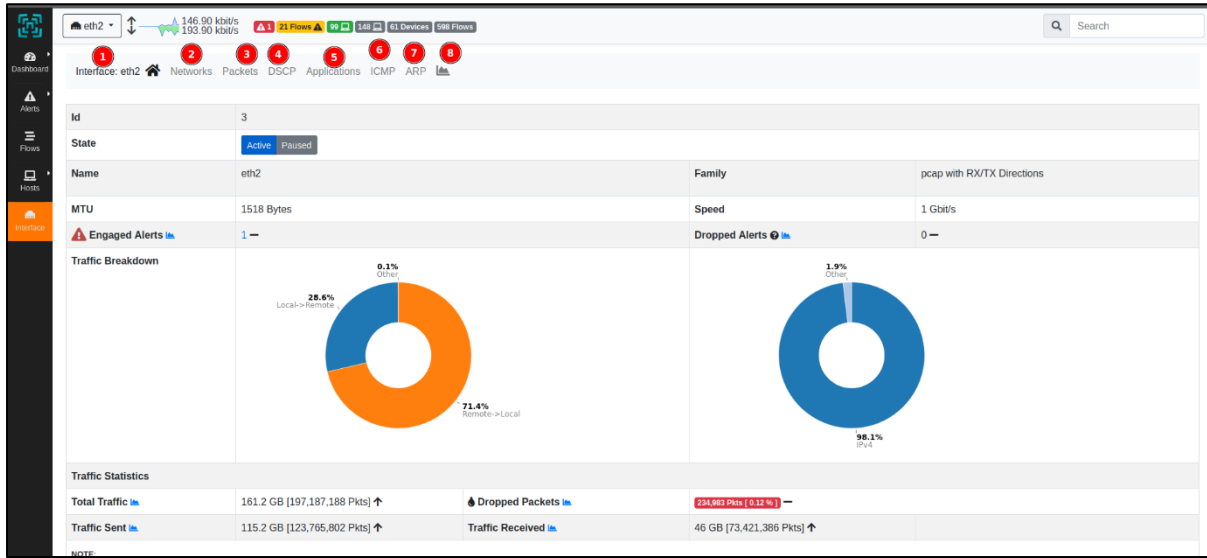 eth2
146.90 kbit/s
193.90 kbit/s
1
21 Flows
99
148
61 Devices
598 Flows
Search
1 2 3 4 5 6 7 8
Interface: eth2 Networks Packets DSCP Applications ICMP ARP
Dashboard
Alerts
Flows
Hosts
Interface
Id 3
State Active Paused
Name eth2 Family pcap with RX/TX Directions
MTU 1518 Bytes Speed 1 Gbit/s
Engaged Alerts 1 Dropped Alerts 0
Traffic Breakdown
0.1%
Other
28.6%
Local->Remote
71.4%
Remote->Local
1.9%
Other
98.1%
IPv4
Traffic Statistics
Total Traffic 161.2 GB [197,187,188 Pkts] Dropped Packets 234,983 Pkts [ 0.12 % ]
Traffic Sent 115.2 GB [123,765,802 Pkts] Traffic Received 46 GB [73,421,386 Pkts]
NOTE: